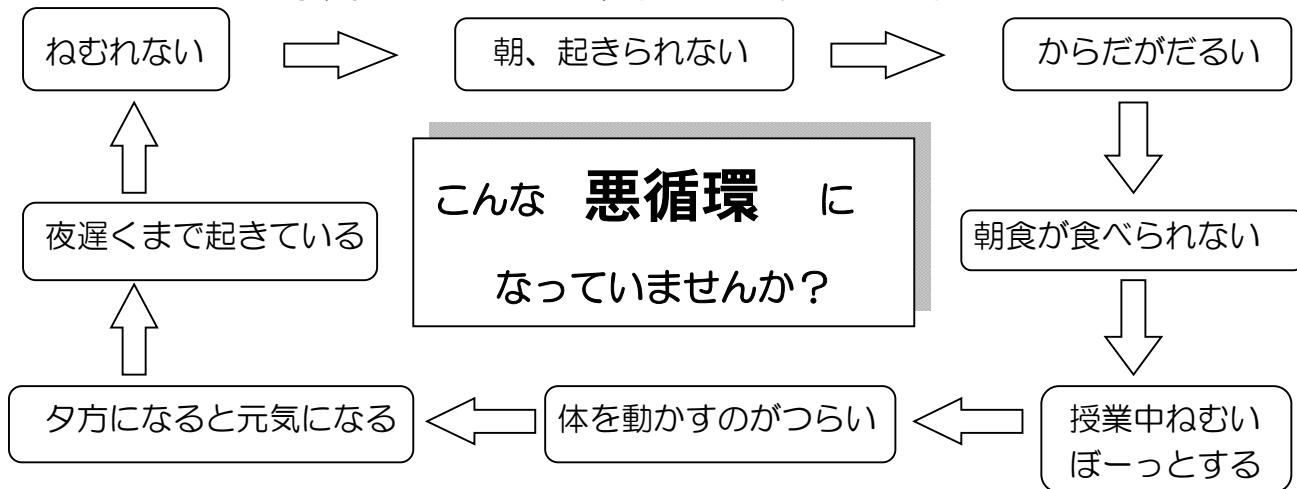 ねむれない
朝、起きられない
からだがだるい
朝食が食べられない
授業中ねむい
ぼーっとする
体を動かすのがつらい
夕方になると元気になる
夜遅くまで起きている
こんな 悪循環 に
なっていませんか？